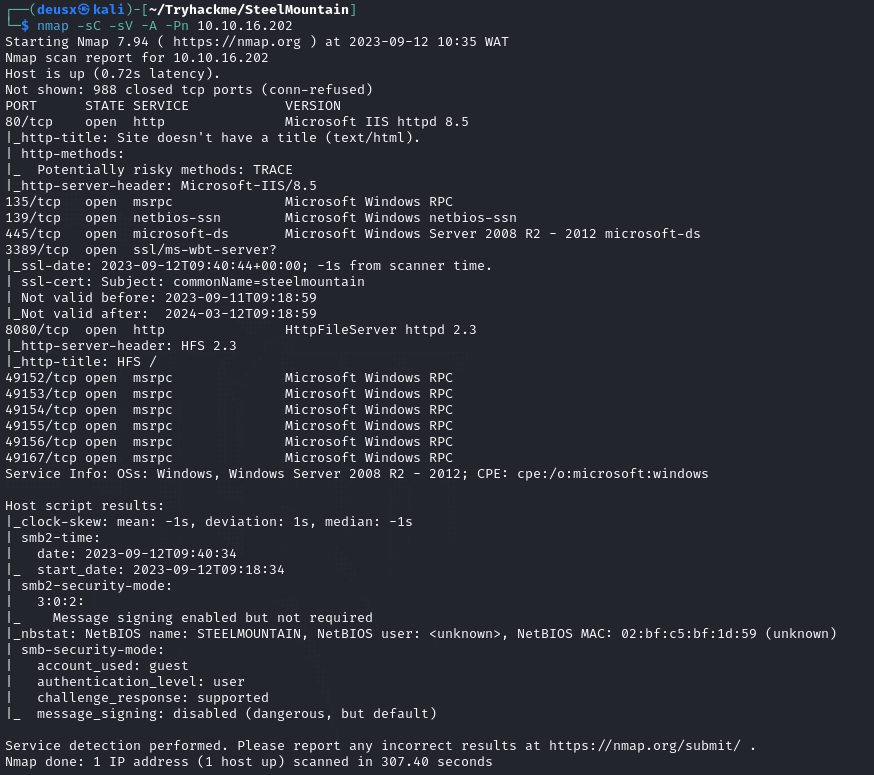 ┌──(deusx㉿kali)-[~/Tryhackme/SteelMountain]
└─$ nmap -sC -sV -A -Pn 10.10.16.202
Starting Nmap 7.94 ( https://nmap.org ) at 2023-09-12 10:35 WAT
Nmap scan report for 10.10.16.202
Host is up (0.72s latency).
Not shown: 988 closed tcp ports (conn-refused)
PORT      STATE SERVICE            VERSION
80/tcp    open  http               Microsoft IIS httpd 8.5
|_http-title: Site doesn't have a title (text/html).
| http-methods:
|_  Potentially risky methods: TRACE
|_http-server-header: Microsoft-IIS/8.5
135/tcp   open  msrpc              Microsoft Windows RPC
139/tcp   open  netbios-ssn        Microsoft Windows netbios-ssn
445/tcp   open  microsoft-ds       Microsoft Windows Server 2008 R2 - 2012 microsoft-ds
3389/tcp  open  ssl/ms-wbt-server?
|_ssl-date: 2023-09-12T09:40:44+00:00; -1s from scanner time.
| ssl-cert: Subject: commonName=steelmountain
| Not valid before: 2023-09-11T09:18:59
|_Not valid after:  2024-03-12T09:18:59
8080/tcp  open  http               HttpFileServer httpd 2.3
|_http-server-header: HFS 2.3
|_http-title: HFS /
49152/tcp open  msrpc              Microsoft Windows RPC
49153/tcp open  msrpc              Microsoft Windows RPC
49154/tcp open  msrpc              Microsoft Windows RPC
49155/tcp open  msrpc              Microsoft Windows RPC
49156/tcp open  msrpc              Microsoft Windows RPC
49167/tcp open  msrpc              Microsoft Windows RPC
Service Info: OSs: Windows, Windows Server 2008 R2 - 2012; CPE: cpe:/o:microsoft:windows

Host script results:
|_clock-skew: mean: -1s, deviation: 1s, median: -1s
| smb2-time:
|   date: 2023-09-12T09:40:34
|_  start_date: 2023-09-12T09:18:34
| smb2-security-mode:
|   3:0:2:
|_    Message signing enabled but not required
|_nbstat: NetBIOS name: STEELMOUNTAIN, NetBIOS user: <unknown>, NetBIOS MAC: 02:bf:c5:bf:1d:59 (unknown)
| smb-security-mode:
|   account_used: guest
|   authentication_level: user
|   challenge_response: supported
|_  message_signing: disabled (dangerous, but default)

Service detection performed. Please report any incorrect results at https://nmap.org/submit/ .
Nmap done: 1 IP address (1 host up) scanned in 307.40 seconds